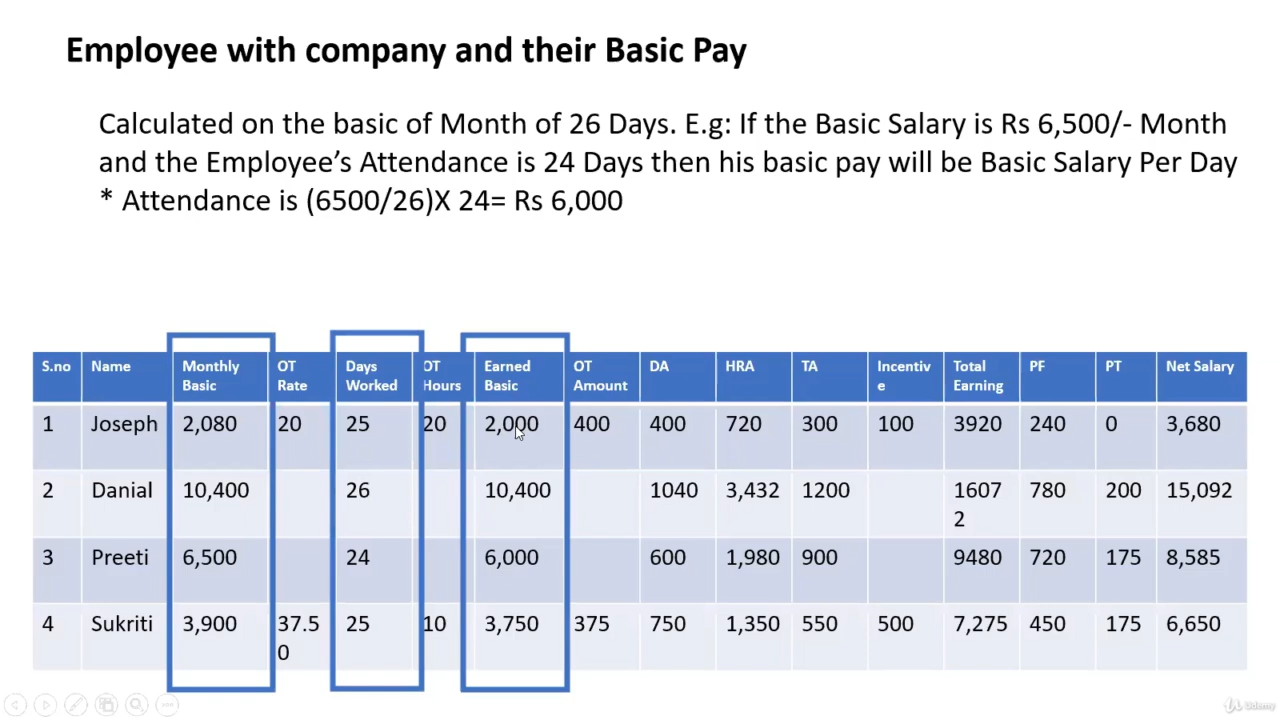 Employee with company and their Basic Pay
Calculated on the basic of Month of 26 Days. E.g: If the Basic Salary is Rs 6,500/- Month
and the Employee's Attendance is 24 Days then his basic pay will be Basic Salary Per Day
* Attendance is (6500/26)X 24= Rs 6,000
S.no Name Monthly Basic OT Rate Days Worked OT Hours Earned Basic OT Amount DA HRA TA Incentive Total Earning PF PT Net Salary
1 Joseph 2,080 20 25 20 2,000 400 400 720 300 100 3920 240 0 3,680
2 Danial 10,400 26 10,400 1040 3,432 1200 16072 780 200 15,092
3 Preeti 6,500 24 6,000 600 1,980 900 9480 720 175 8,585
4 Sukriti 3,900 37.50 25 10 3,750 375 750 1,350 550 500 7,275 450 175 6,650
Udemy